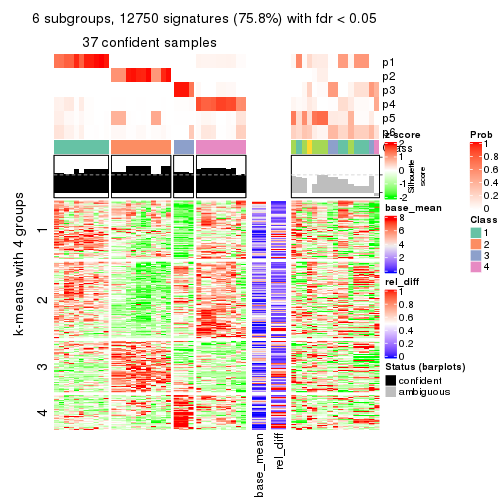 6 subgroups, 12750 signatures (75.8%) with fdr < 0.05
37 confident samples
p1
p2
p3
p4
p5
p6
Class
Silhouette
score
k-means with 4 groups
1
2
3
4
base_mean
rel_diff
z-score
2
1
0
-1
-2
base_mean
8
6
4
2
0
rel_diff
1
0.8
0.6
0.4
0.2
0
Status (barplots)
confident
ambiguous
Prob
1
0.8
0.6
0.4
0.2
0
Class
1
2
3
4